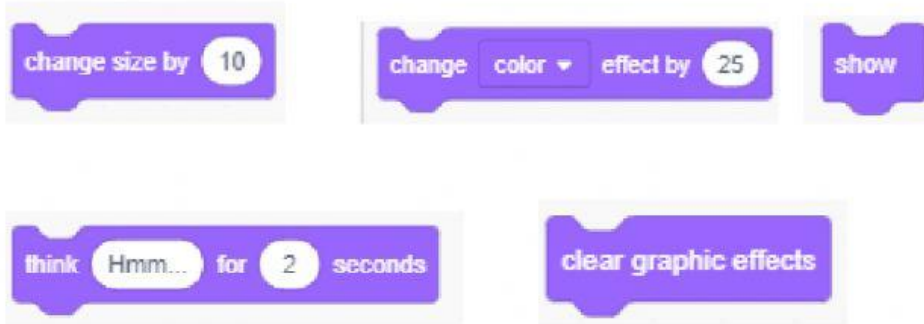 change size by 10
change color effect by 25
show
think Hmm... for 2 seconds
clear graphic effects